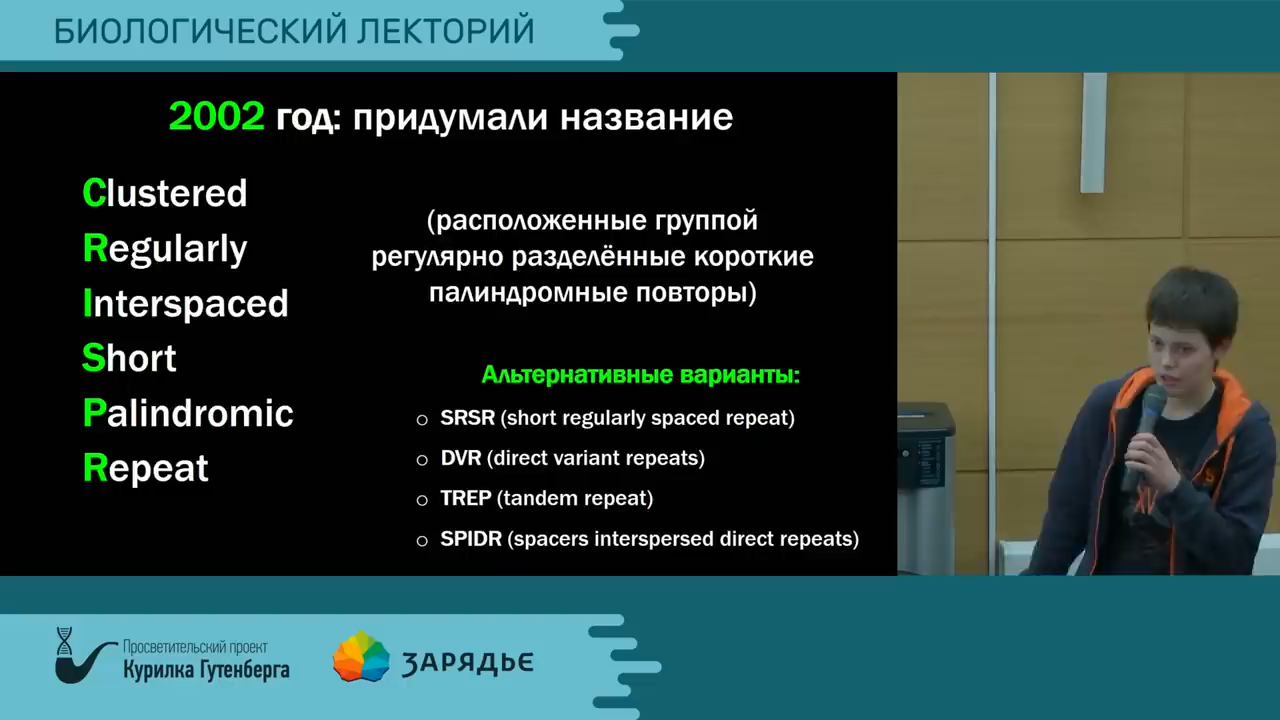 БИОЛОГИЧЕСКИЙ ЛЕКТОРИЙ
2002 год: придумали название
Clustered
Regularly
Interspaced
Short
Palindromic
Repeat
(расположенные группой
регулярно разделённые короткие
палиндромные повторы)
Альтернативные варианты:
○ SRSR (short regularly spaced repeat)
○ DVR (direct variant repeats)
○ TREP (tandem repeat)
○ SPIDR (spacers interspersed direct repeats)
Просветительский проект
Курилка Гутенберга
ЗАРЯДЬЕ